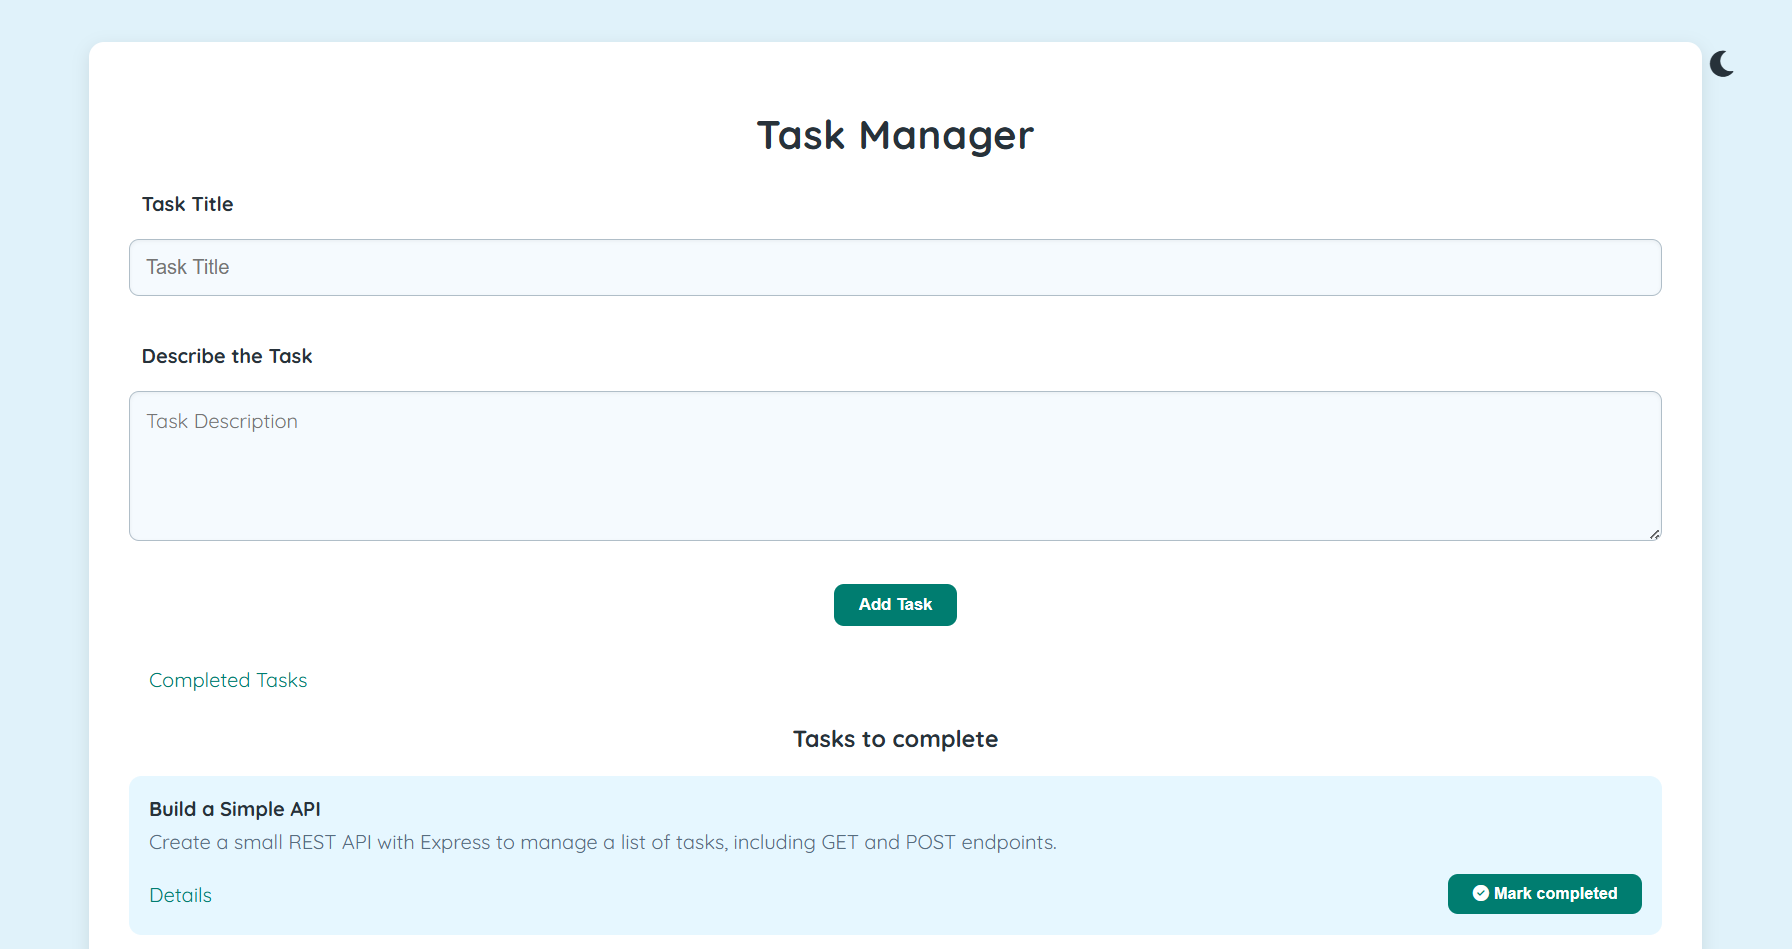 Task Manager
Task Title
Task Title
Describe the Task
Task Description
Add Task
Completed Tasks
Tasks to complete
Build a Simple API
Create a small REST API with Express to manage a list of tasks, including GET and POST endpoints.
Details
Mark completed